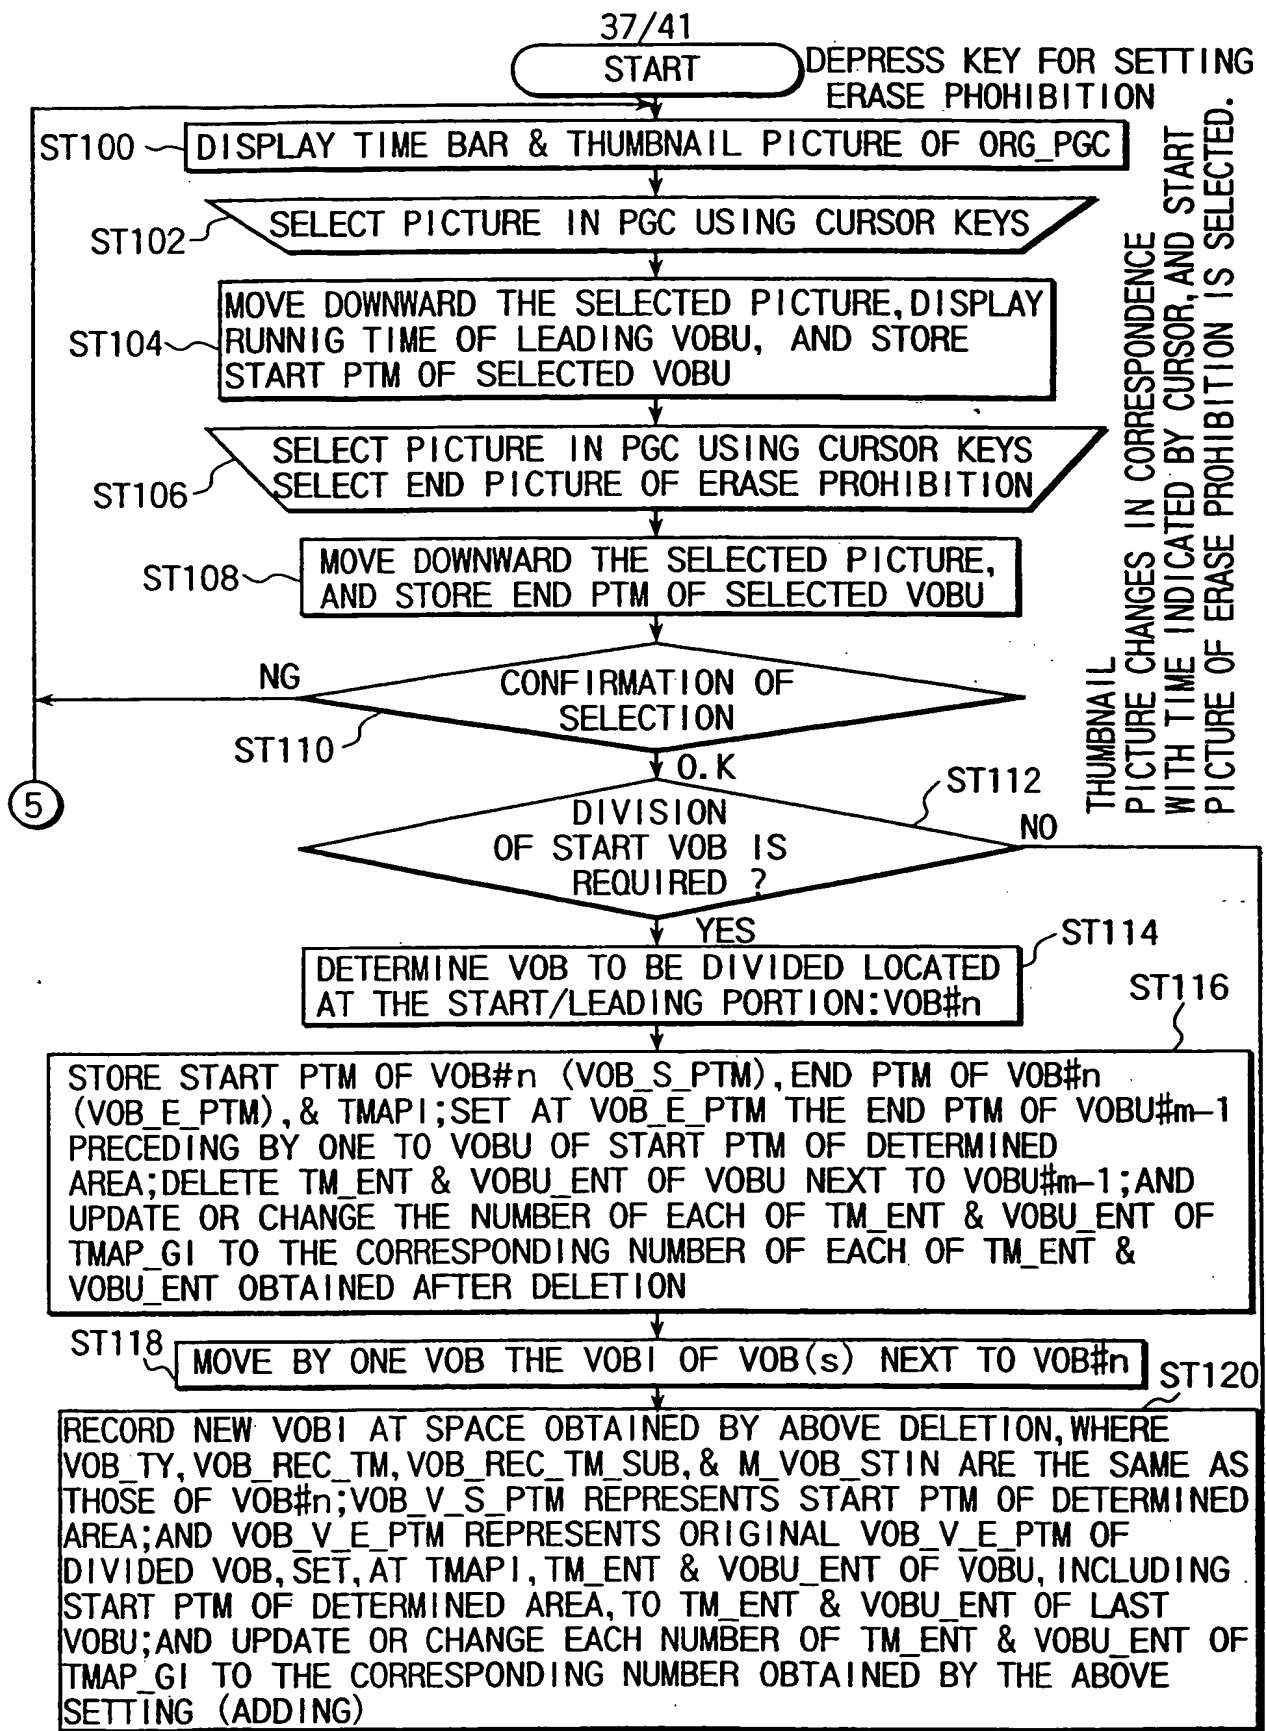 37/41
START
DEPRESS KEY FOR SETTING
ERASE PHOHIBITION
ST100
DISPLAY TIME BAR & THUMBNAIL PICTURE OF ORG_PGC
ST102
SELECT PICTURE IN PGC USING CURSOR KEYS
ST104
MOVE DOWNWARD THE SELECTED PICTURE, DISPLAY
RUNNIG TIME OF LEADING VOBU, AND STORE
START PTM OF SELECTED VOBU
ST106
SELECT PICTURE IN PGC USING CURSOR KEYS
SELECT END PICTURE OF ERASE PROHIBITION
ST108
MOVE DOWNWARD THE SELECTED PICTURE,
AND STORE END PTM OF SELECTED VOBU
THUMBNAIL
PICTURE CHANGES IN CORRESPONDENCE
WITH TIME INDICATED BY CURSOR, AND START
PICTURE OF ERASE PROHIBITION IS SELECTED.
NG
CONFIRMATION OF
SELECTION
ST110
O.K
5
ST112
DIVISION
OF START VOB IS
REQUIRED ?
NO
YES
ST114
DETERMINE VOB TO BE DIVIDED LOCATED
AT THE START/LEADING PORTION:VOB#n
ST116
STORE START PTM OF VOB#n (VOB_S_PTM), END PTM OF VOB#n
(VOB_E_PTM), & TMAPI;SET AT VOB_E_PTM THE END PTM OF VOBU#m-1
PRECEDING BY ONE TO VOBU OF START PTM OF DETERMINED
AREA;DELETE TM_ENT & VOBU_ENT OF VOBU NEXT TO VOBU#m-1;AND
UPDATE OR CHANGE THE NUMBER OF EACH OF TM_ENT & VOBU_ENT OF
TMAP_GI TO THE CORRESPONDING NUMBER OF EACH OF TM_ENT &
VOBU_ENT OBTAINED AFTER DELETION
ST118
MOVE BY ONE VOB THE VOBI OF VOB(s) NEXT TO VOB#n
ST120
RECORD NEW VOBI AT SPACE OBTAINED BY ABOVE DELETION, WHERE
VOB_TY, VOB_REC_TM, VOB_REC_TM_SUB, & M_VOB_STIN ARE THE SAME AS
THOSE OF VOB#n;VOB_V_S_PTM REPRESENTS START PTM OF DETERMINED
AREA;AND VOB_V_E_PTM REPRESENTS ORIGINAL VOB_V_E_PTM OF
DIVIDED VOB, SET, AT TMAPI, TM_ENT & VOBU_ENT OF VOBU, INCLUDING
START PTM OF DETERMINED AREA, TO TM_ENT & VOBU_ENT OF LAST
VOBU;AND UPDATE OR CHANGE EACH NUMBER OF TM_ENT & VOBU_ENT OF
TMAP_GI TO THE CORRESPONDING NUMBER OBTAINED BY THE ABOVE
SETTING (ADDING)